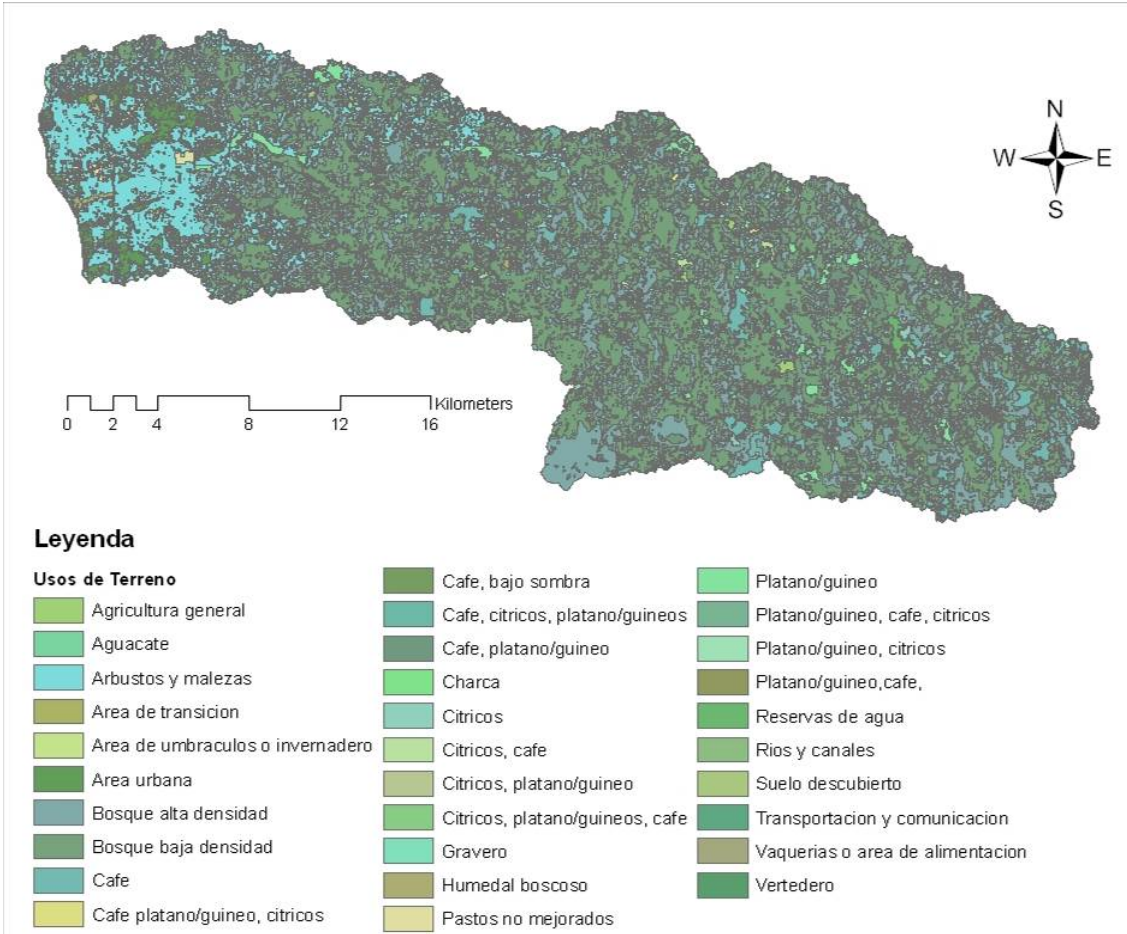 N
W E
S
Kilometers
0 2 4 8 12 16
Leyenda
Usos de Terreno
Agricultura general
Aguacate
Arbustos y malezas
Area de transicion
Area de umbraculos o invernadero
Area urbana
Bosque alta densidad
Bosque baja densidad
Cafe
Cafe platano/guineo, citricos
Cafe, bajo sombra
Cafe, citricos, platano/guineos
Cafe, platano/guineo
Charca
Citricos
Citricos, cafe
Citricos, platano/guineo
Citricos, platano/guineos, cafe
Gravero
Humedal boscoso
Pastos no mejorados
Platano/guineo
Platano/guineo, cafe, citricos
Platano/guineo, citricos
Platano/guineo,cafe,
Reservas de agua
Rios y canales
Suelo descubierto
Transportacion y comunicacion
Vaquerias o area de alimentacion
Vertedero